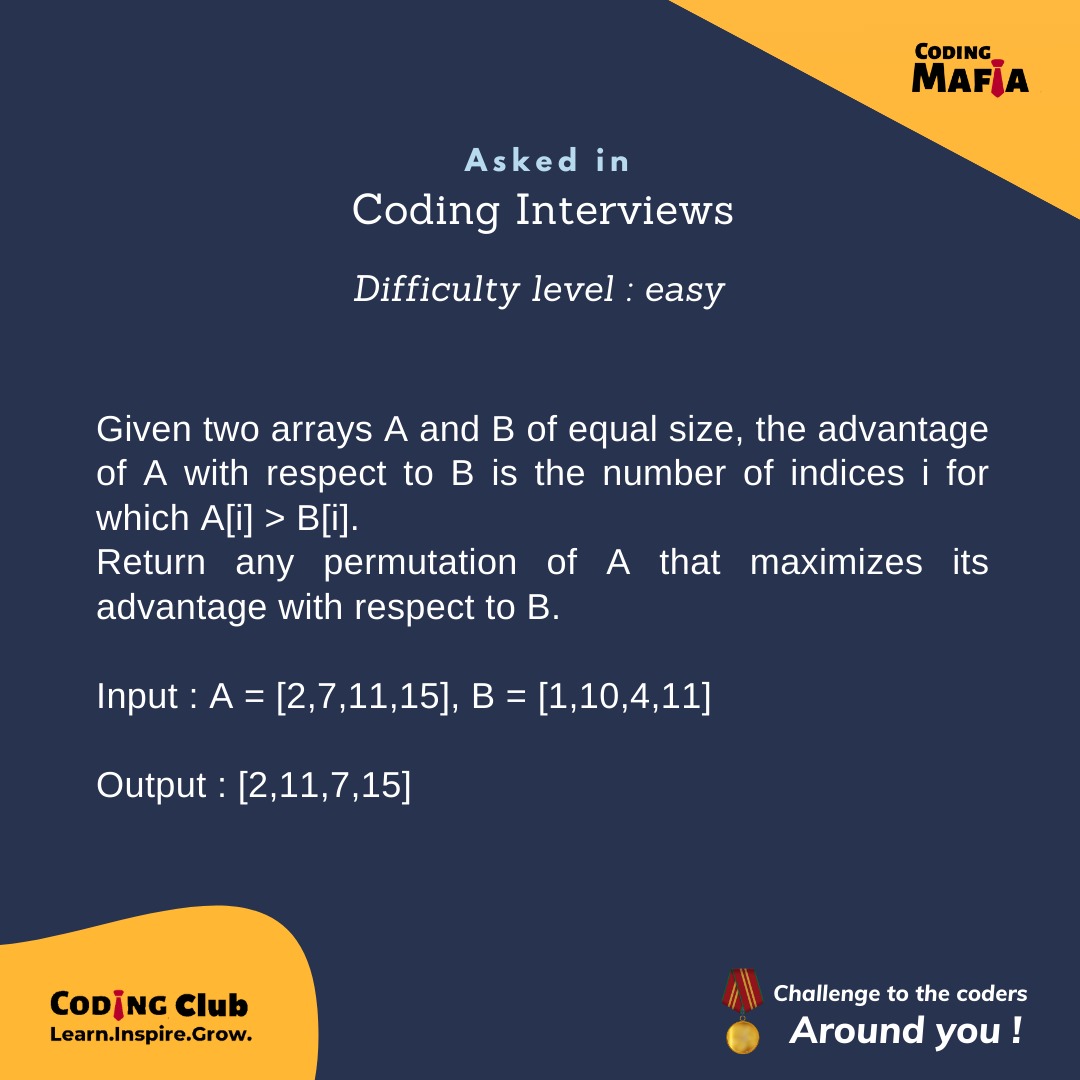 CODING
MAFIA
Asked in
Coding Interviews
Difficulty level : easy
Given two arrays A and B of equal size, the advantage
of A with respect to B is the number of indices i for
which A[i] > B[i].
Return any permutation of A that maximizes its
advantage with respect to B.
Input : A = [2,7,11,15], B = [1,10,4,11]
Output : [2,11,7,15]
CODING Club
Learn.Inspire.Grow.
Challenge to the coders
Around you !